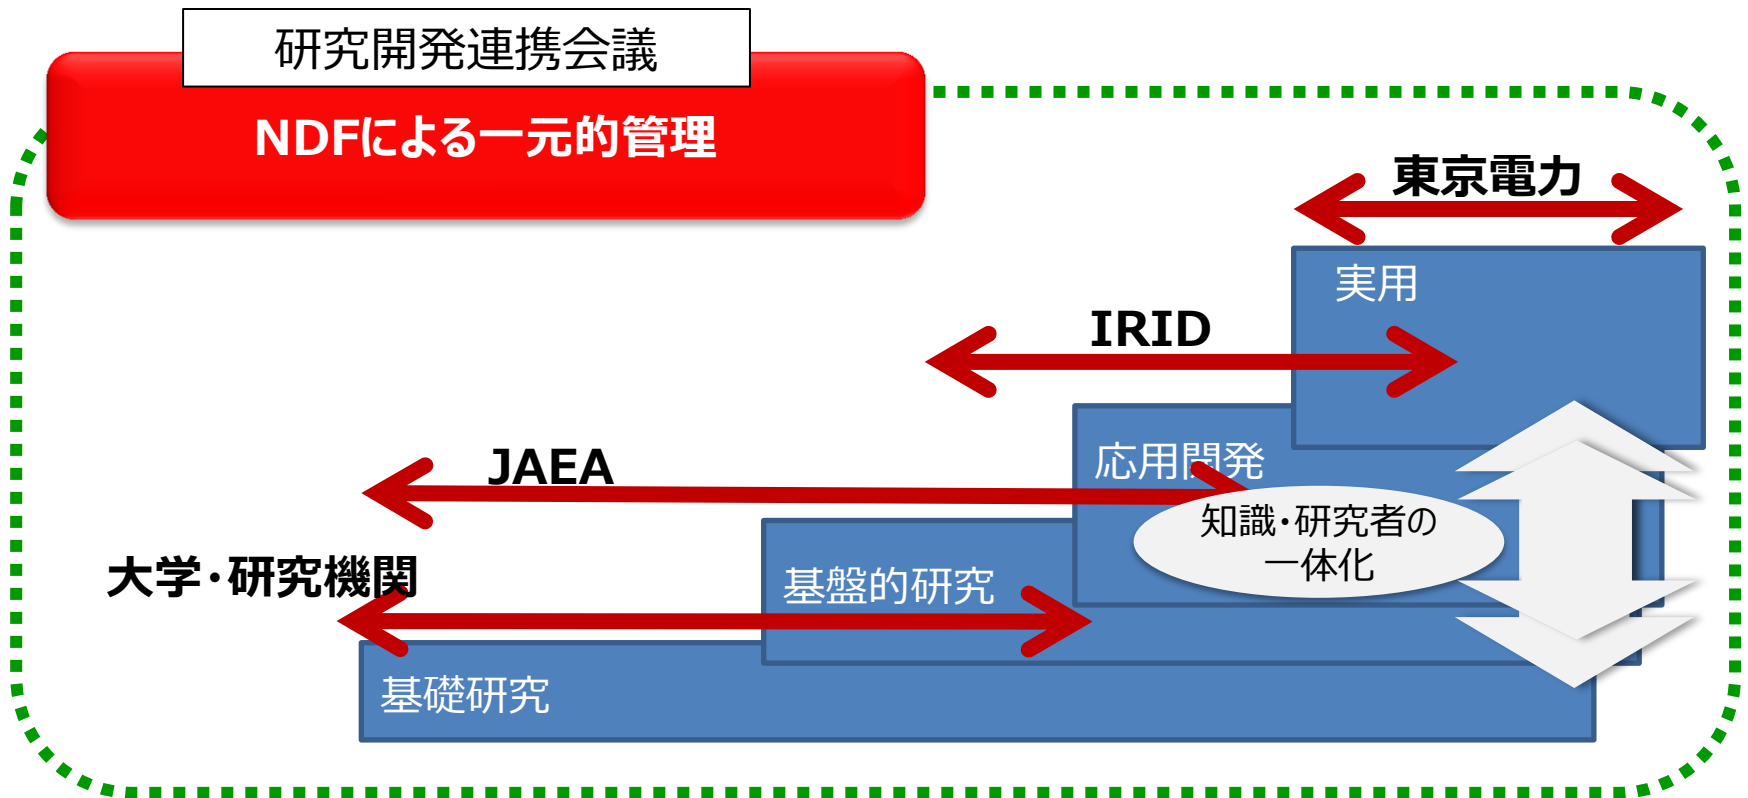 研究開発連携会議
NDFによる一元的管理
東京電力
実用
IRID
応用開発
JAEA
知識・研究者の
一体化
大学・研究機関
基盤的研究
基礎研究